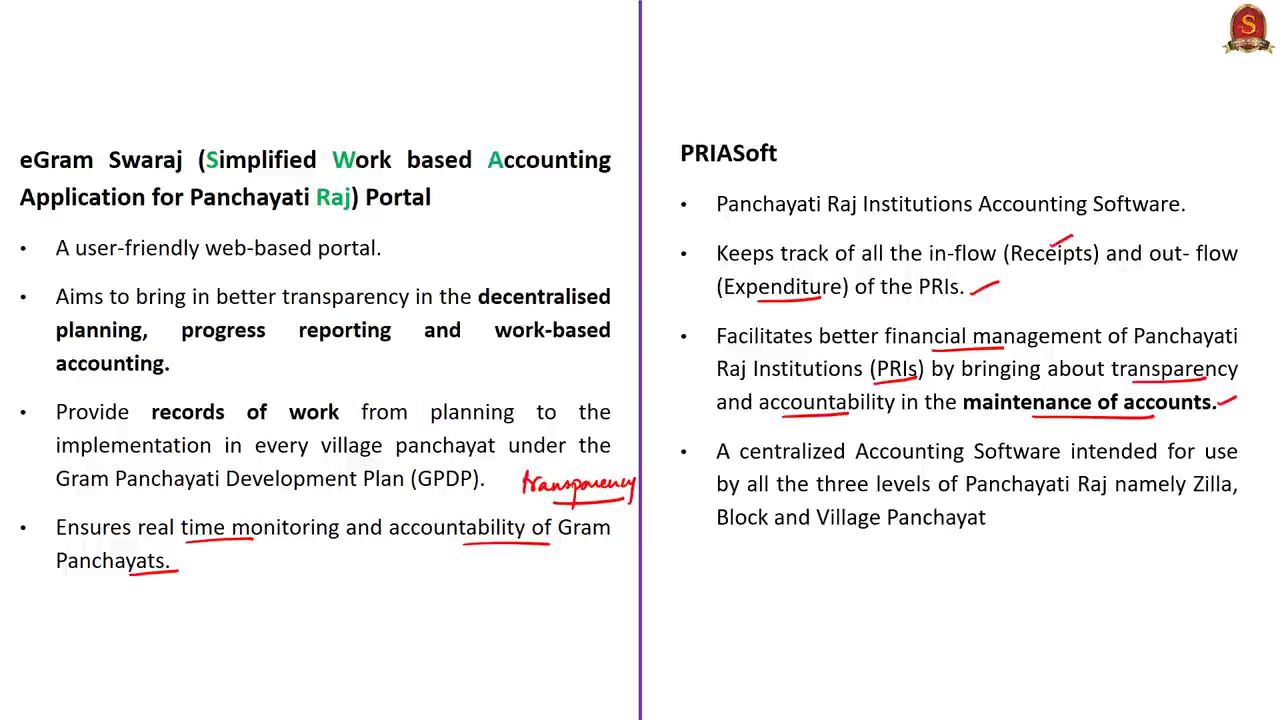 eGram Swaraj (Simplified Work based Accounting
Application for Panchayati Raj) Portal
• A user-friendly web-based portal.
• Aims to bring in better transparency in the decentralised
planning, progress reporting and work-based
accounting.
• Provide records of work from planning to the
implementation in every village panchayat under the
Gram Panchayati Development Plan (GPDP).
transparency
• Ensures real time monitoring and accountability of Gram
Panchayats.
PRIASoft
• Panchayati Raj Institutions Accounting Software.
• Keeps track of all the in-flow (Receipts) and out- flow
(Expenditure) of the PRIs.
• Facilitates better financial management of Panchayati
Raj Institutions (PRIs) by bringing about transparency
and accountability in the maintenance of accounts.
• A centralized Accounting Software intended for use
by all the three levels of Panchayati Raj namely Zilla,
Block and Village Panchayat
S